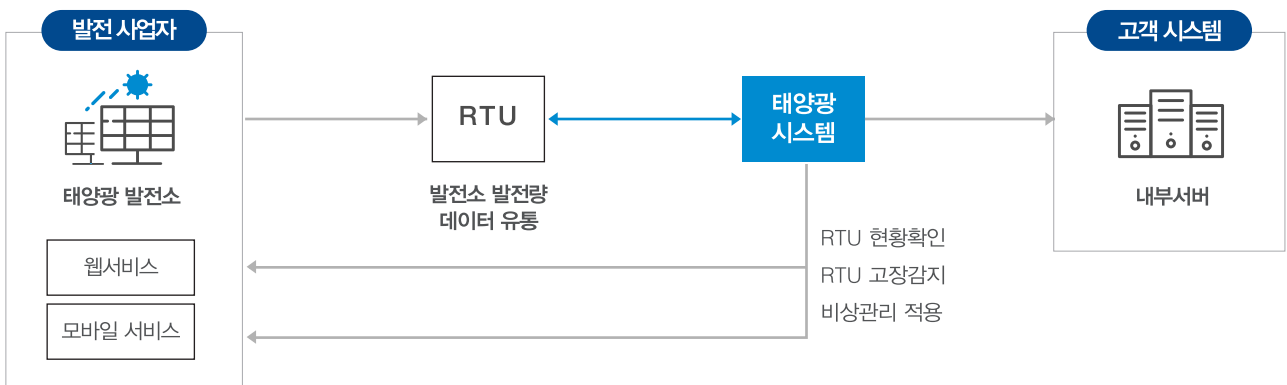 발전 사업자
태양광 발전소
웹서비스
모바일 서비스
RTU
발전소 발전량
데이터 유통
태양광
시스템
RTU 현황확인
RTU 고장감지
비상관리 적용
고객 시스템
내부서버